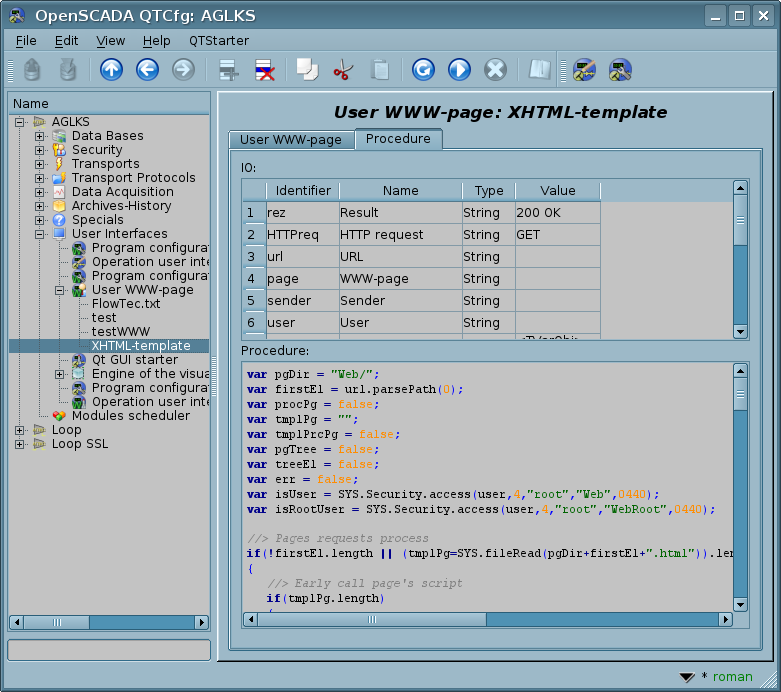 OpenSCADA QTCfg: AGLKS
File Edit View Help QTStarter
Name
AGLKS
Data Bases
Security
Transports
Transport Protocols
Data Acquisition
Archives-History
Specials
User Interfaces
Program configura
Operation user inte
Program configura
User WWW-page
FlowTec.txt
test
testWWW
XHTML-template
Qt GUI starter
Engine of the visua
Program configura
Operation user inte
Modules scheduler
Loop
Loop SSL
User WWW-page: XHTML-template
User WWW-page Procedure
IO:
Identifier Name Type Value
1 rez Result String 200 OK
2 HTTPreq HTTP request String GET
3 url URL String
4 page WWW-page String
5 sender Sender String
6 user User String
Procedure:
var pgDir = "Web/";
var firstEl = url.parsePath(0);
var procPg = false;
var tmplPg = "";
var tmplPrcPg = false;
var pgTree = false;
var treeEl = false;
var err = false;
var isUser = SYS.Security.access(user,4,"root","Web",0440);
var isRootUser = SYS.Security.access(user,4,"root","WebRoot",0440);
//> Pages requests process
if(!firstEl.length || (tmplPg=SYS.fileRead(pgDir+firstEl+".html")).len
{
//> Early call page's script
if(tmplPg.length)
* roman